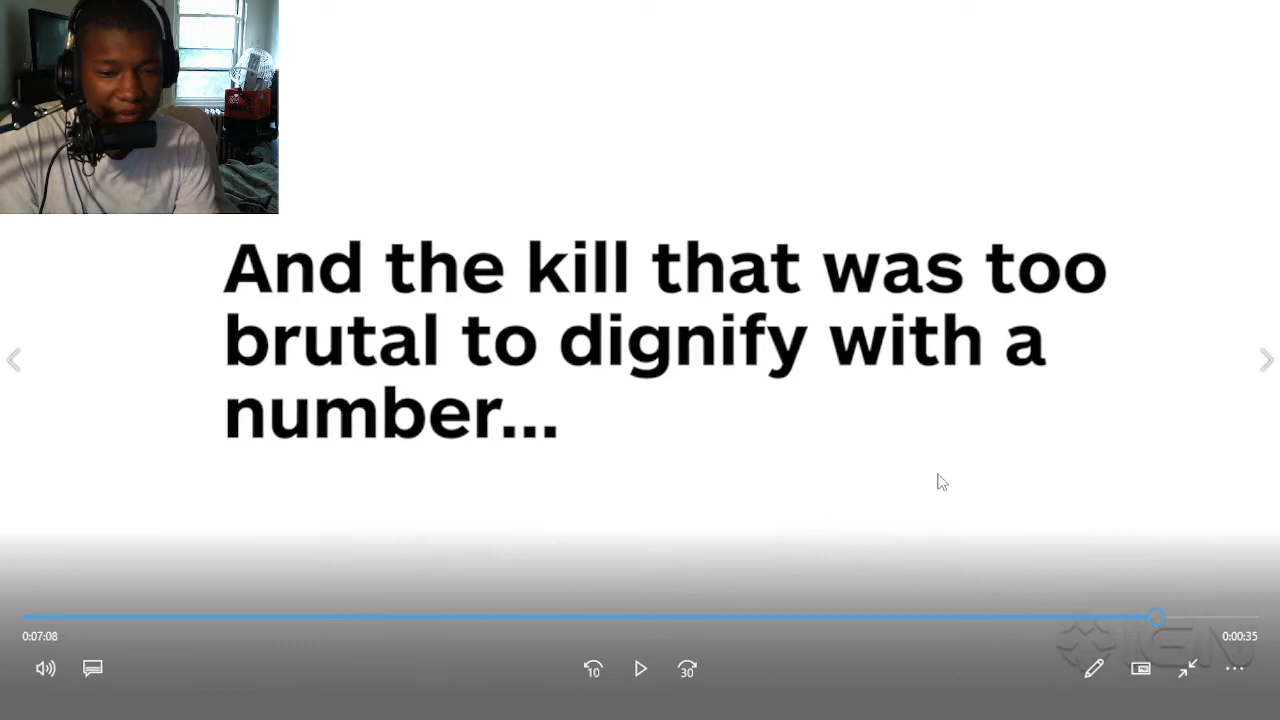 And the kill that was too
brutal to dignify with a
number...
0:07:08
0:00:35
10
30
IGN